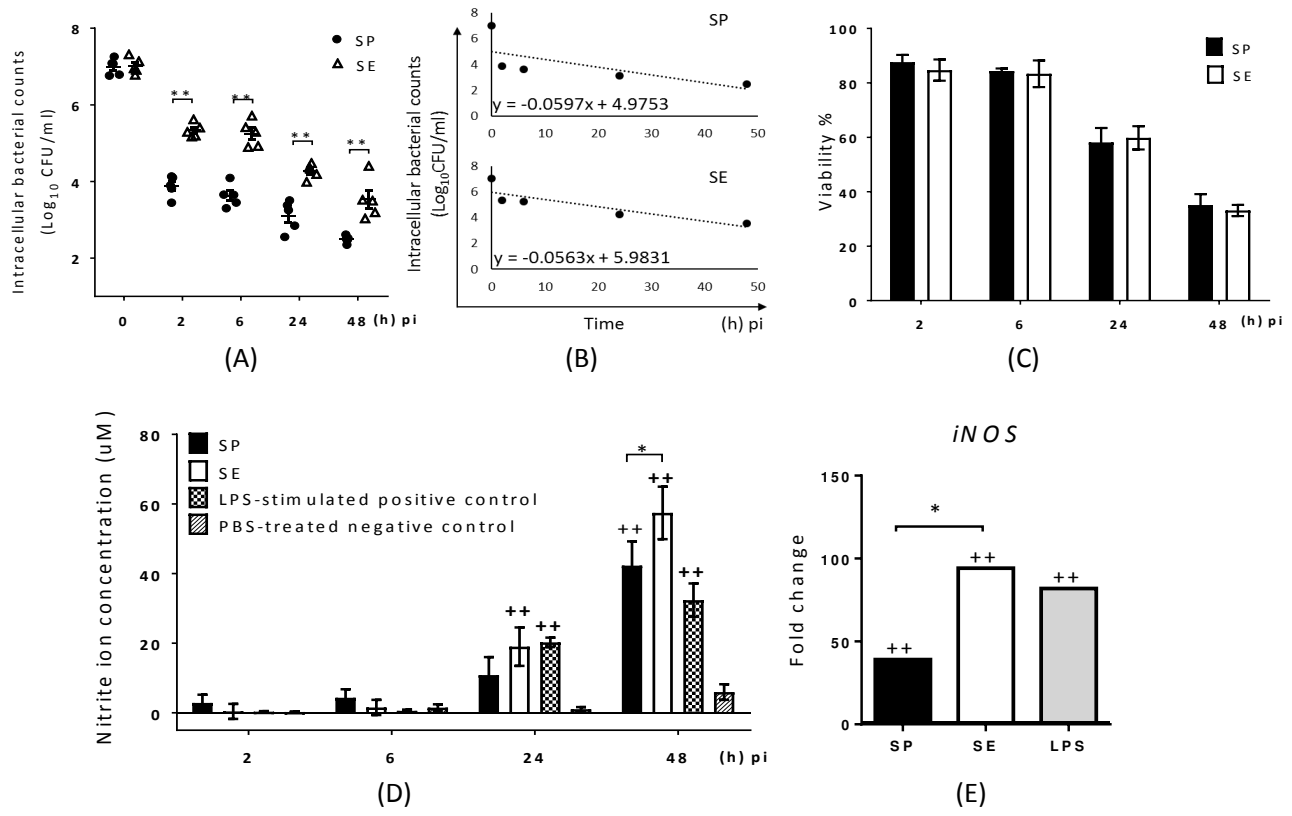 Intracellular bacterial counts
(Log10 CFU/ml)
8
6
4
2
SP
SE
**
**
**
**
0 2 6 24 48 (h) pi
(A)
Intracellular bacterial counts
(Log10CFU/ml)
SP
8
6
4
2
0
y = -0.0597x + 4.9753
0 10 20 30 40 50
SE
8
6
4
2
0
y = -0.0563x + 5.9831
0 10 20 30 40 50
Time (h) pi
(B)
Viability %
100
80
60
40
20
0
SP
SE
2 6 24 48 (h) pi
(C)
Nitrite ion concentration (uM)
80
60
40
20
0
SP
SE
LPS-stimulated positive control
PBS-treated negative control
++
++
*
++
++
++
2 6 24 48 (h) pi
(D)
iNOS
Fold change
150
100
50
0
*
++
++
++
SP SE LPS
(E)